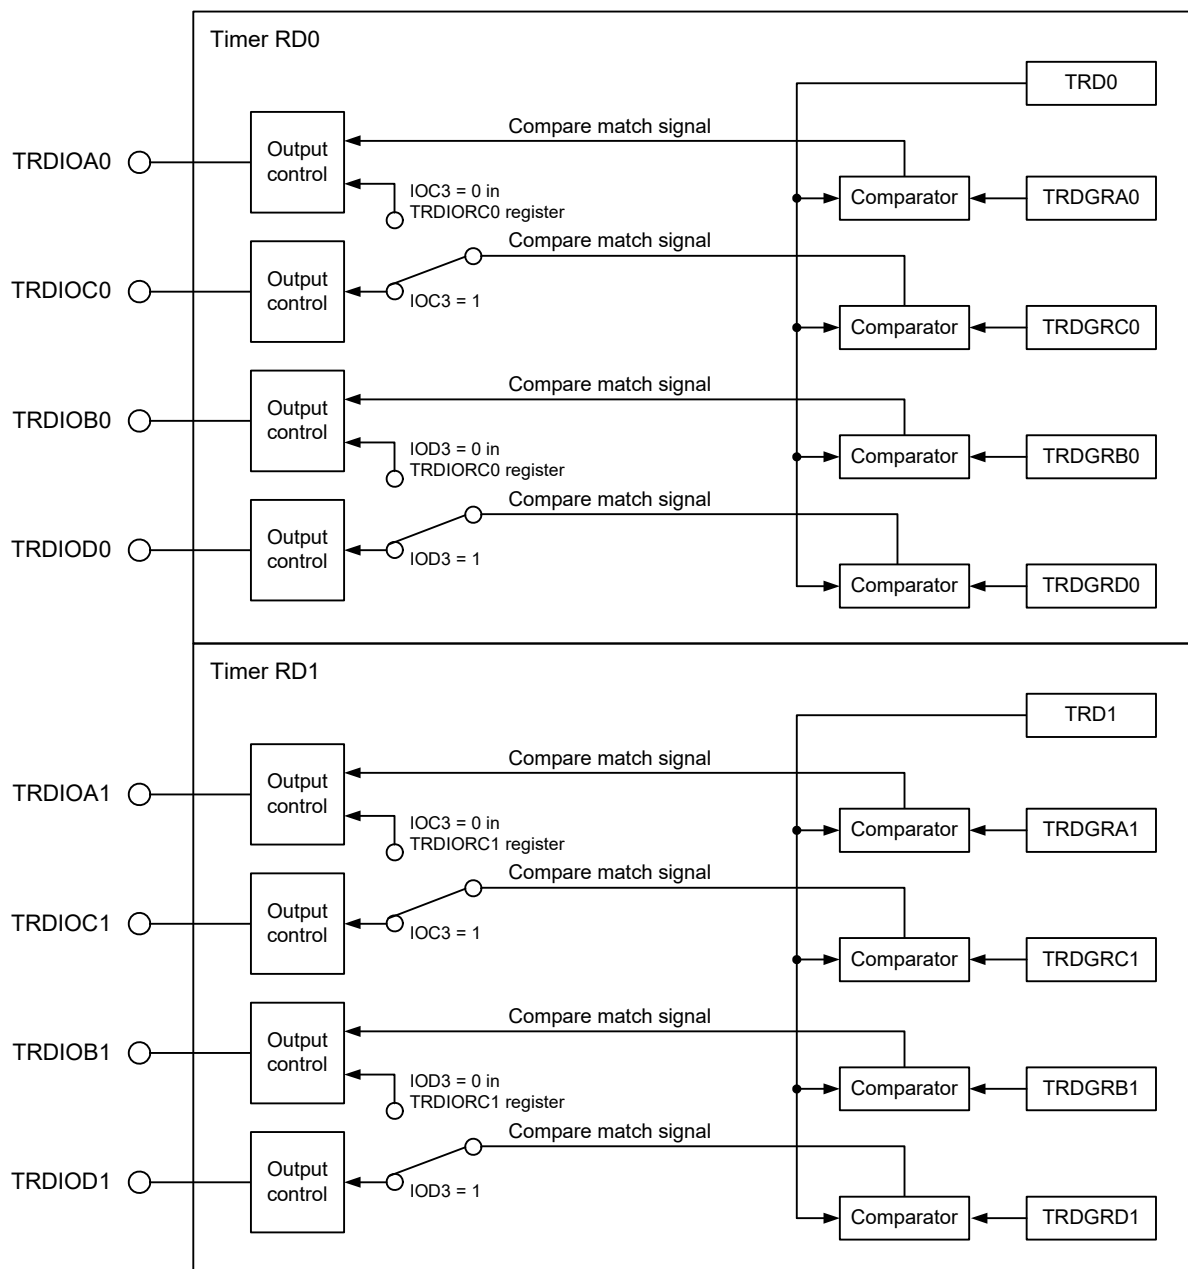 Timer RD0
TRD0
Compare match signal
TRDIOA0
Output
control
IOC3 = 0 in
TRDIORC0 register
Comparator
TRDGRA0
Compare match signal
TRDIOC0
Output
control
IOC3 = 1
Comparator
TRDGRC0
Compare match signal
TRDIOB0
Output
control
IOD3 = 0 in
TRDIORC0 register
Comparator
TRDGRB0
Compare match signal
TRDIOD0
Output
control
IOD3 = 1
Comparator
TRDGRD0
Timer RD1
TRD1
Compare match signal
TRDIOA1
Output
control
IOC3 = 0 in
TRDIORC1 register
Comparator
TRDGRA1
Compare match signal
TRDIOC1
Output
control
IOC3 = 1
Comparator
TRDGRC1
Compare match signal
TRDIOB1
Output
control
IOD3 = 0 in
TRDIORC1 register
Comparator
TRDGRB1
Compare match signal
TRDIOD1
Output
control
IOD3 = 1
Comparator
TRDGRD1